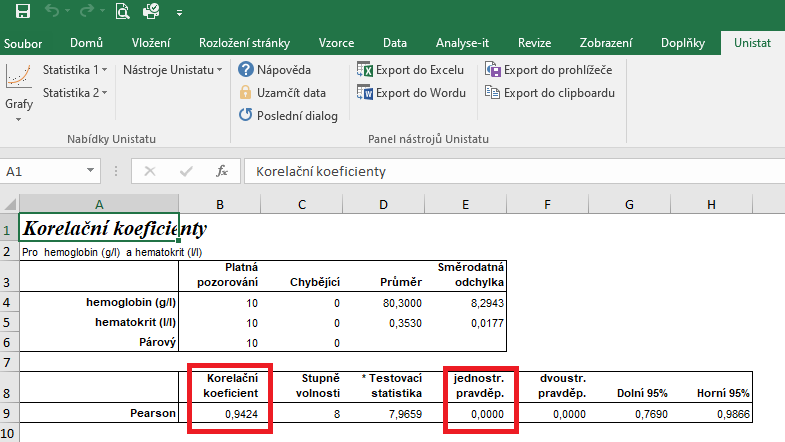 Soubor Domů Vložení Rozložení stránky Vzorce Data Analyse-it Revize Zobrazení Doplňky Unistat
Statistika 1 Nástroje Unistatu Nápověda Export do Excelu Export do prohlížeče
Grafy Statistika 2 Uzamčít data Export do Wordu Export do clipboardu
Poslední dialog
Nabídky Unistatu Panel nástrojů Unistatu
A1 fx Korelační koeficienty
A B C D E F G H
1 Korelační koeficienty
2 Pro hemoglobin (g/l) a hematokrit (l/l)
Platná Směrodatná
3 pozorování Chybějící Průměr odchylka
4 hemoglobin (g/l) 10 0 80,3000 8,2943
5 hematokrit (l/l) 10 0 0,3530 0,0177
6 Párový 10 0
7
Korelační Stupně * Testovací jednostr. dvoustr.
8 koeficient volnosti statistika pravděp. pravděp. Dolní 95% Horní 95%
9 Pearson 0,9424 8 7,9659 0,0000 0,0000 0,7690 0,9866
10